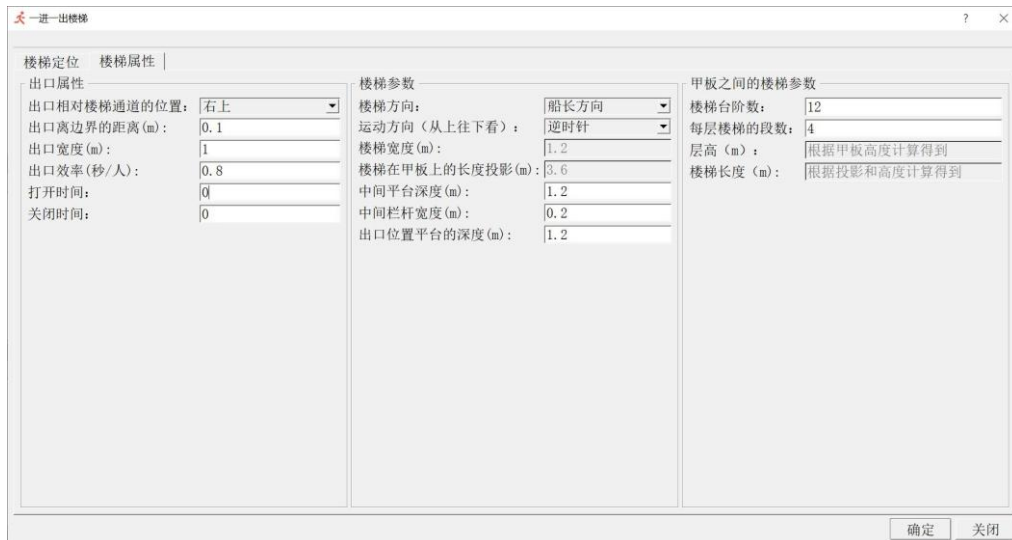 一进一出楼梯
楼梯定位 楼梯属性
出口属性
出口相对楼梯通道的位置： 右上
出口离边界的距离(m)： 0.1
出口宽度(m)： 1
出口效率(秒/人)： 0.8
打开时间： 0
关闭时间： 0
楼梯参数
楼梯方向： 船长方向
运动方向（从上往下看）： 逆时针
楼梯宽度(m)： 1.2
楼梯在甲板上的长度投影(m)： 3.6
中间平台深度(m)： 1.2
中间栏杆宽度(m)： 0.2
出口位置平台的深度(m)： 1.2
甲板之间的楼梯参数
楼梯台阶数： 12
每层楼梯的段数： 4
层高（m）： 根据甲板高度计算得到
楼梯长度（m)： 根据投影和高度计算得到
确定 关闭